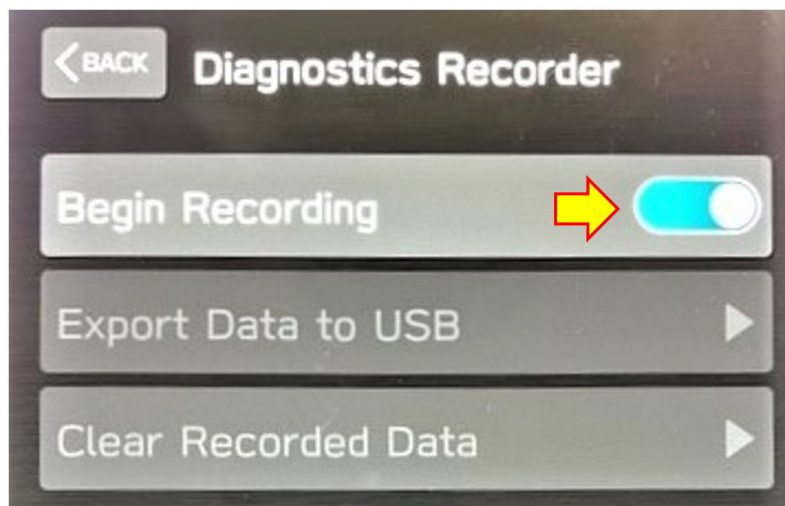 BACK
Diagnostics Recorder
Begin Recording
Export Data to USB
Clear Recorded Data